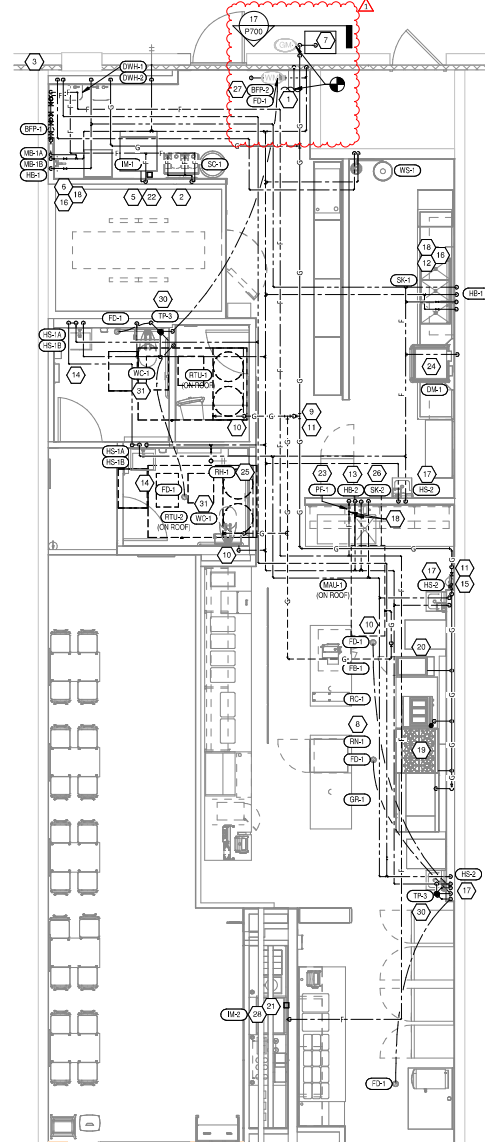 17
P700
1
GM
7
3
DWH-1
DWH-2
27
BFP-2
FD-1
1
BFP-1
MB-1A
MB-1B
HB-1
IM-1
SC-1
WS-1
6
18
16
5
22
2
18
16
12
SK-1
HB-1
30
FD-1
TP-3
HS-1A
HS-1B
24
WC-1
RTU-1
(ON ROOF)
14
31
DM-1
9
10
11
HS-1A
HS-1B
RH-1
25
23
13
26
17
14
FD-1
PF-1
HB-2
SK-2
HS-2
31
RTU-2
WC-1
(ON ROOF)
18
10
17
11
HS-2
15
MAU-1
(ON ROOF)
10
FD-1
20
FB-1
RC-1
8
RN-1
19
FD-1
GR-1
HS-2
TP-3
17
30
IM-2
28
21
FD-1